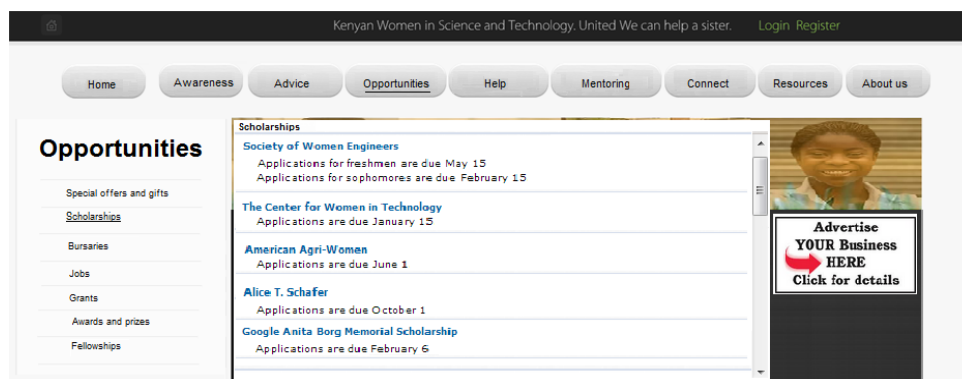 Kenyan Women in Science and Technology. United We can help a sister. Login Register
Home Awareness Advice Opportunities Help Mentoring Connect Resources About us
Opportunities
Special offers and gifts
Scholarships
Bursaries
Jobs
Grants
Awards and prizes
Fellowships
Scholarships
Society of Women Engineers
Applications for freshmen are due May 15
Applications for sophomores are due February 15
The Center for Women in Technology
Applications are due January 15
American Agri-Women
Applications are due June 1
Alice T. Schafer
Applications are due October 1
Google Anita Borg Memorial Scholarship
Applications are due February 6
Advertise
YOUR Business
HERE
Click for details